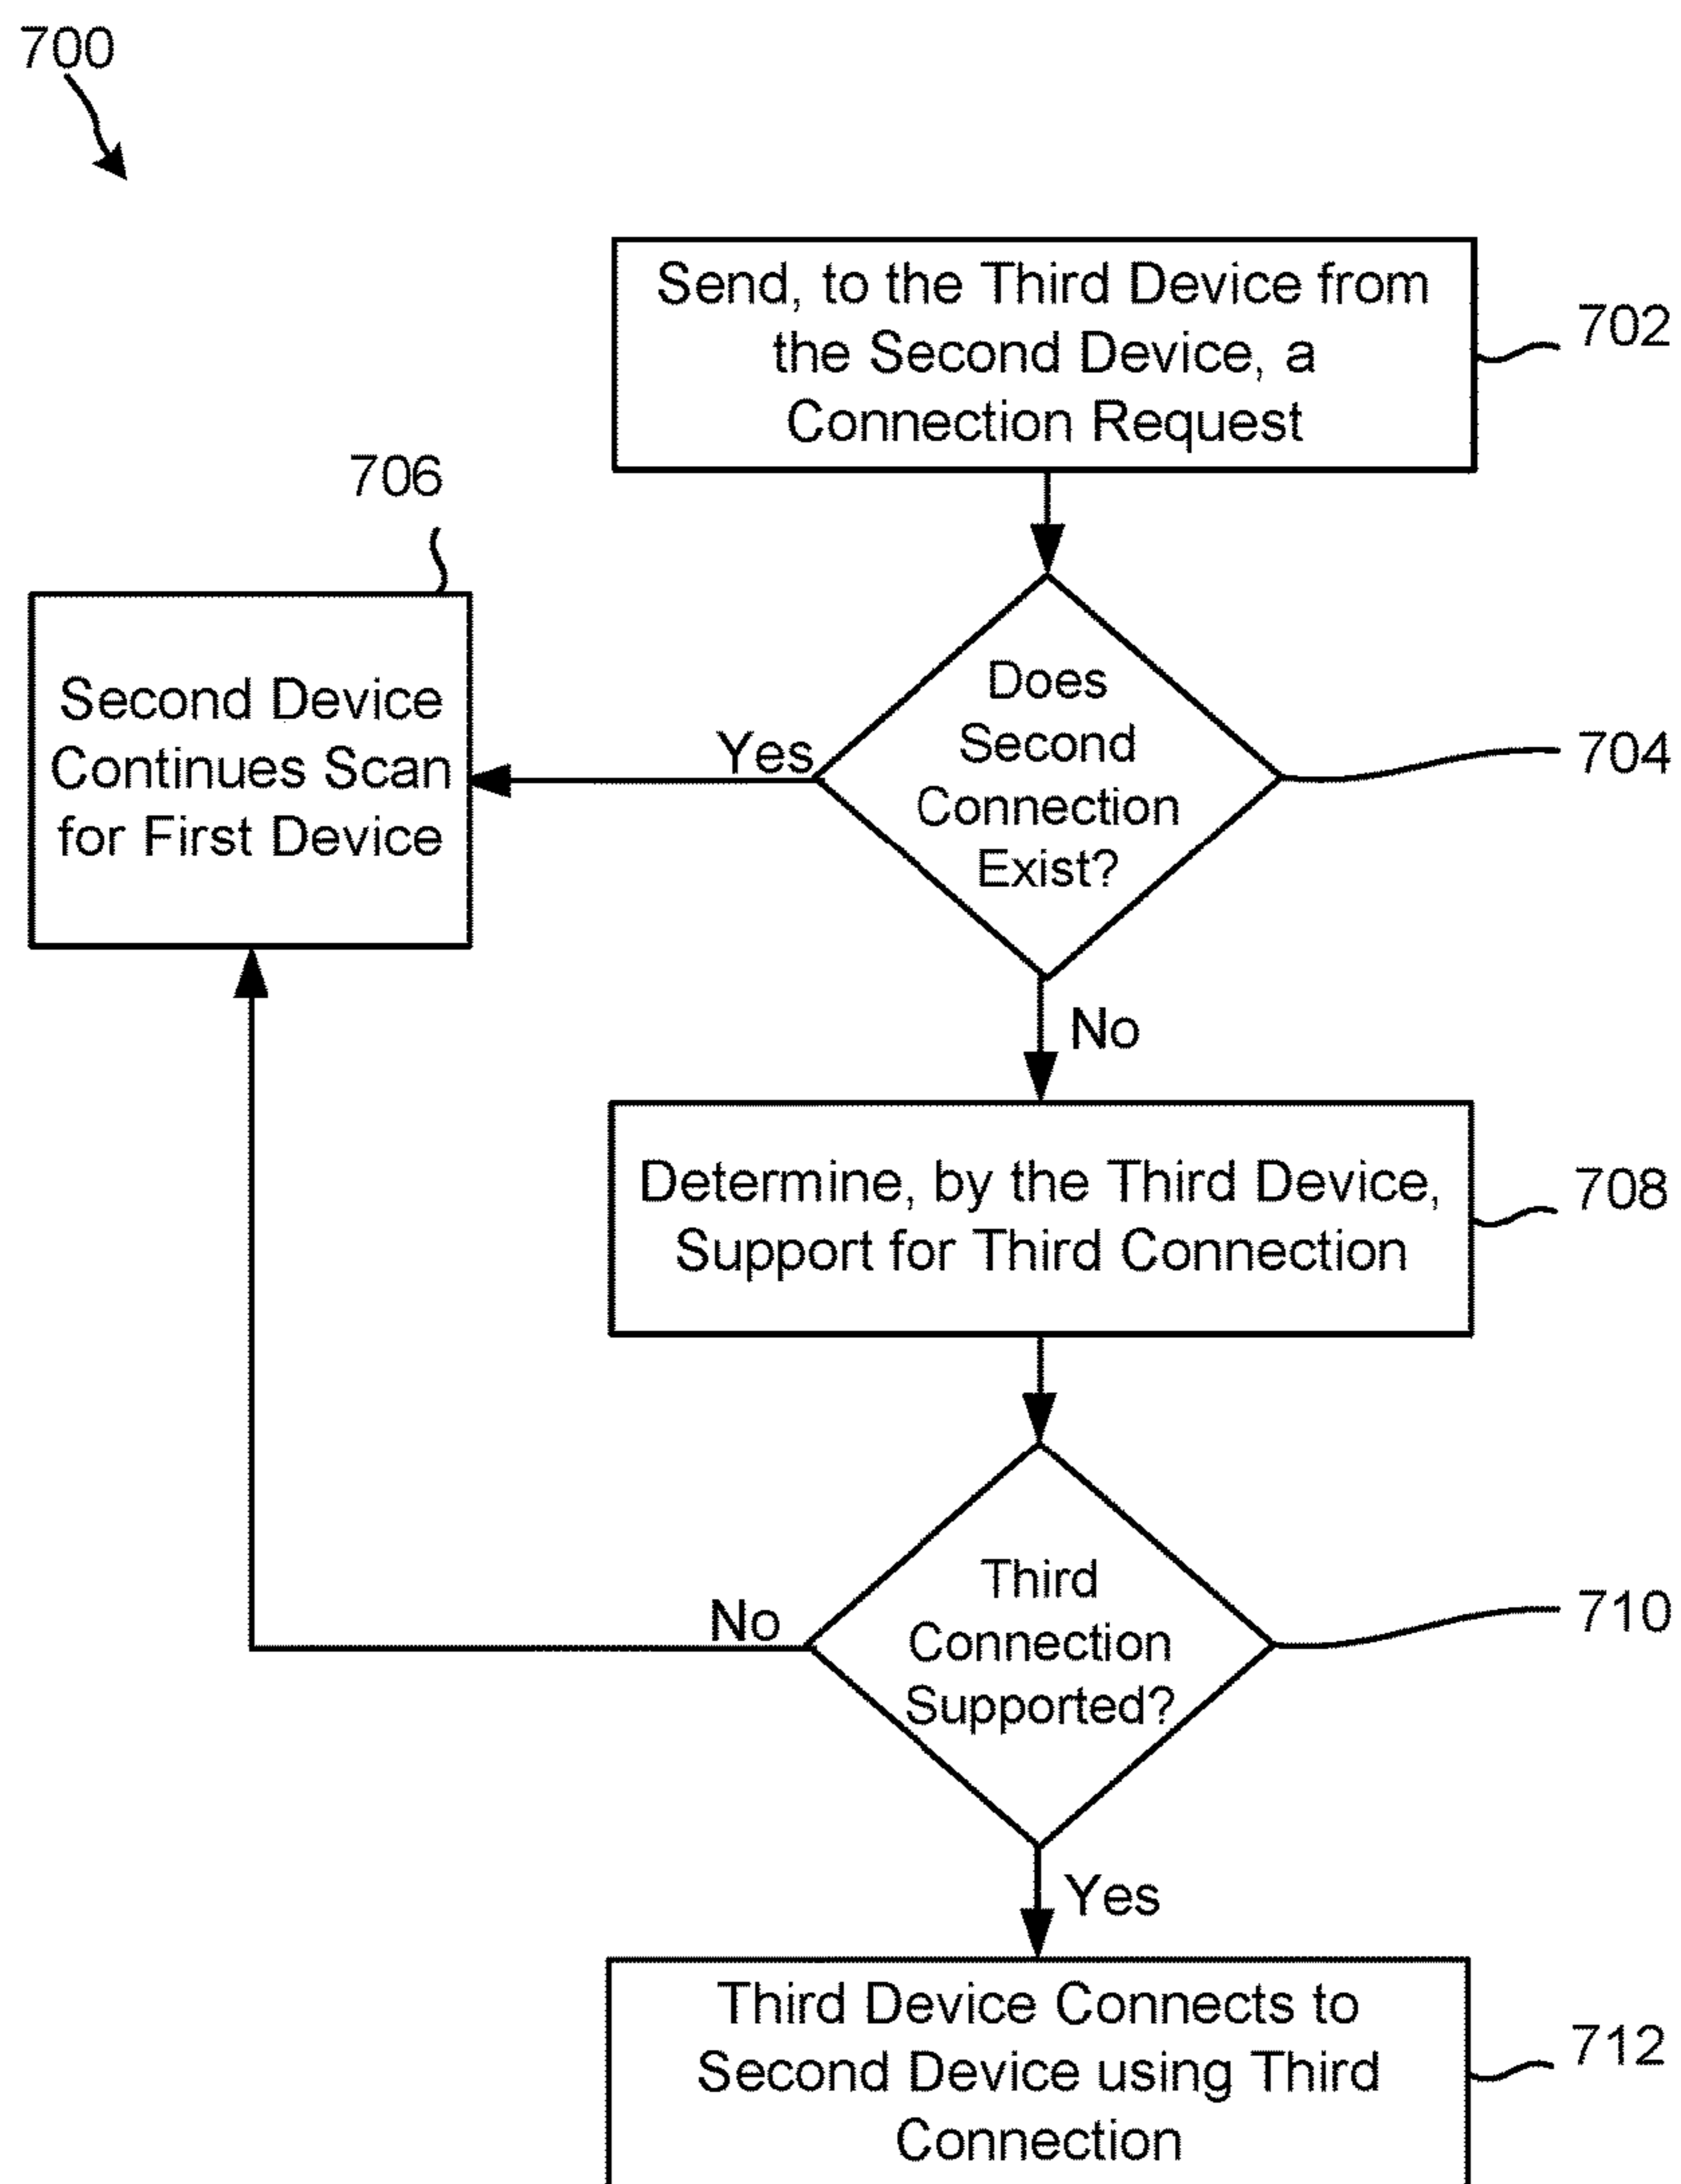 700
Send, to the Third Device from
the Second Device, a
Connection Request
702
706
Second Device
Continues Scan
for First Device
Yes
Does
Second
Connection
Exist?
704
No
Determine, by the Third Device,
Support for Third Connection
708
No
Third
Connection
Supported?
710
Yes
Third Device Connects to
Second Device using Third
Connection
712